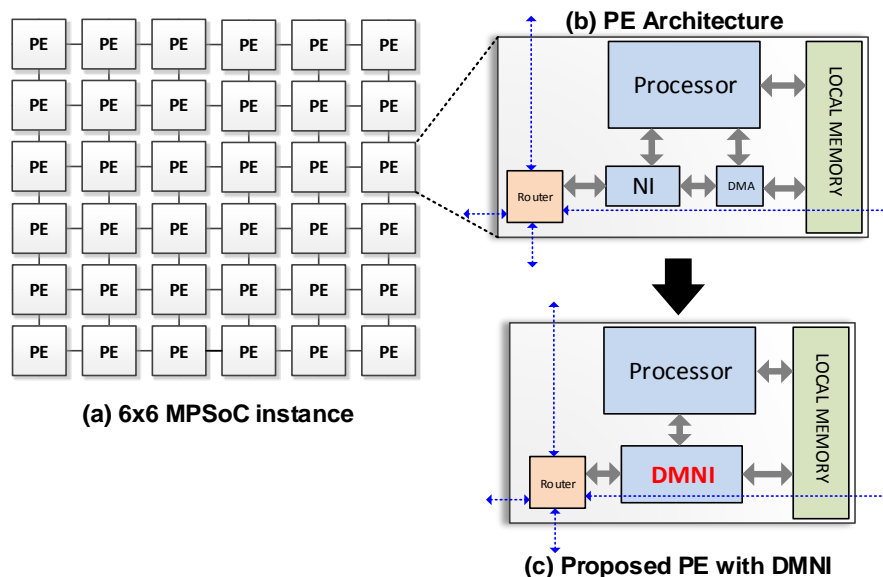 (b) PE Architecture
PE PE PE PE PE PE
PE PE PE PE PE PE
PE PE PE PE PE PE
PE PE PE PE PE PE
PE PE PE PE PE PE
PE PE PE PE PE PE
(a) 6x6 MPSoC instance
Processor
LOCAL MEMORY
Router
NI
DMA
Processor
LOCAL MEMORY
Router
DMNI
(c) Proposed PE with DMNI